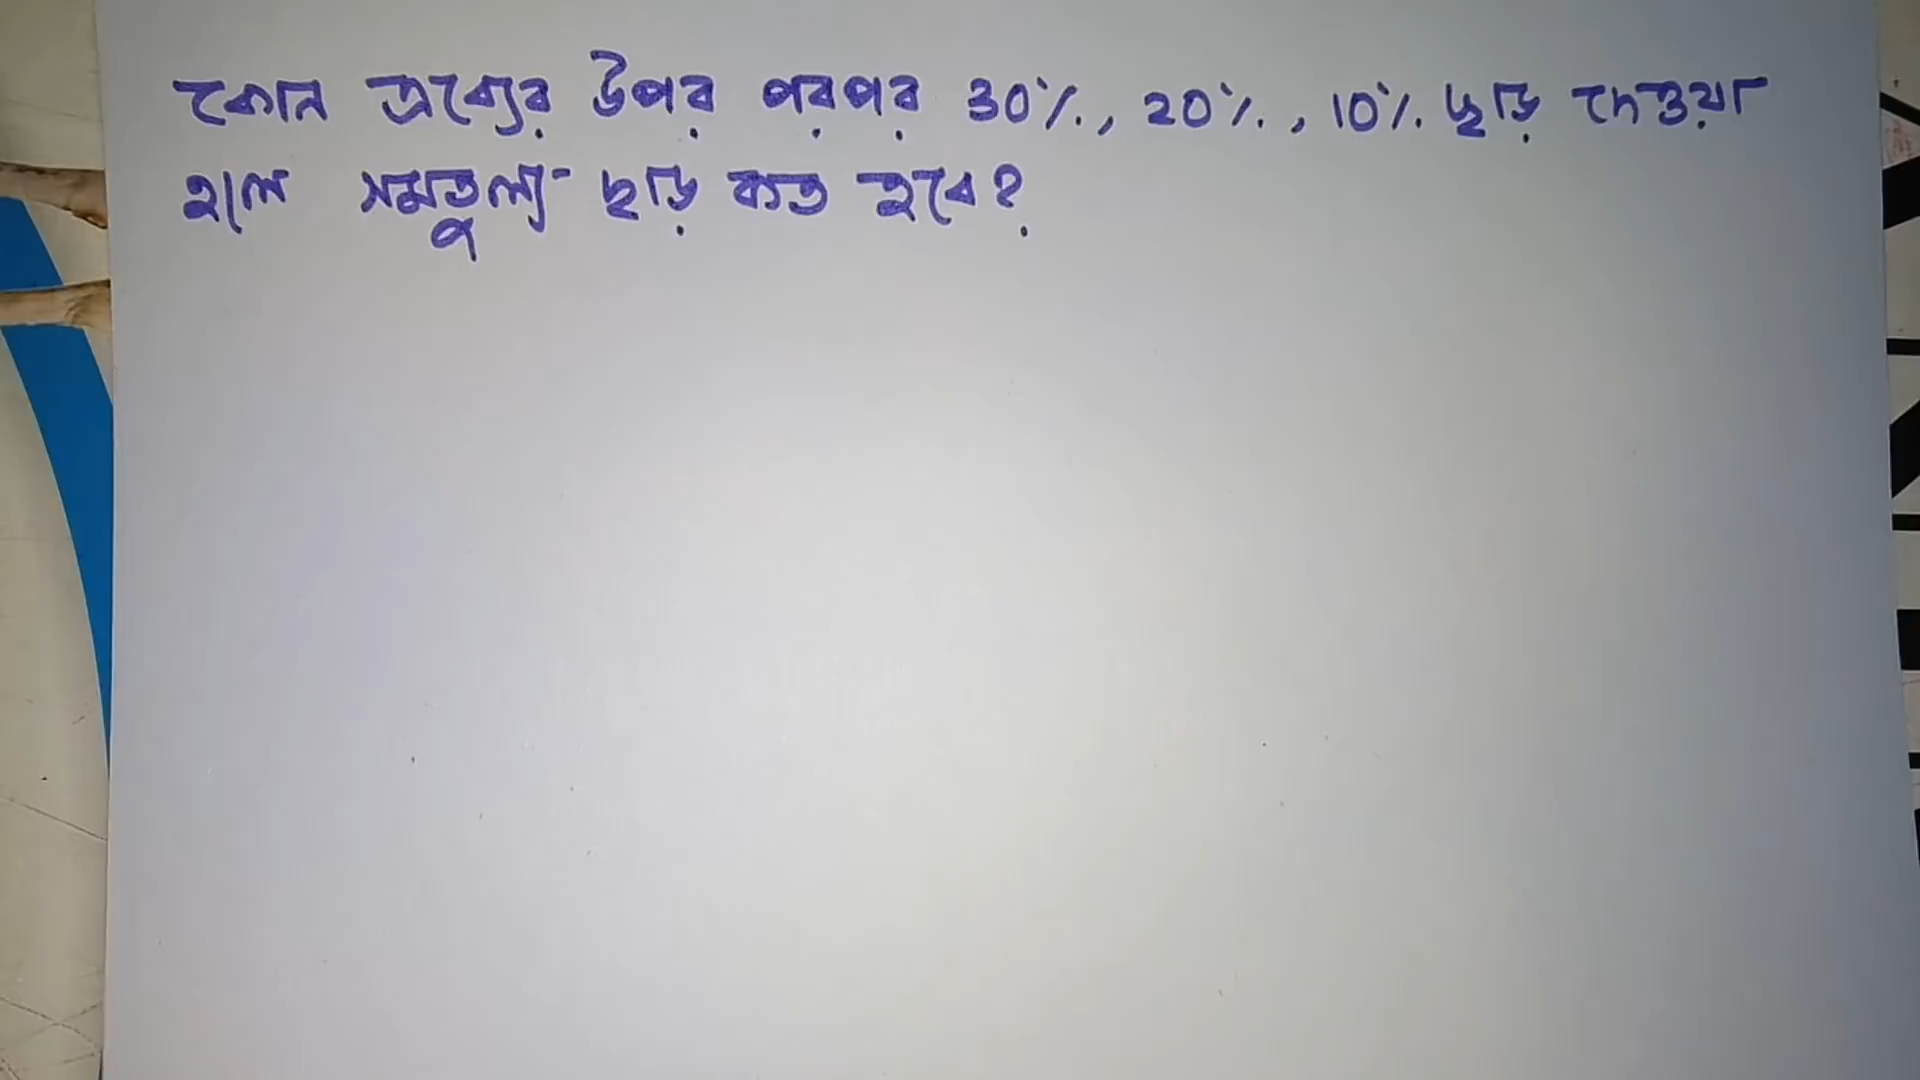 কোন দ্রব্যের উপর পরপর 30%, 20%, 10% ছাড় দেওয়া
হলে সমতুল্য ছাড় কত হবে?